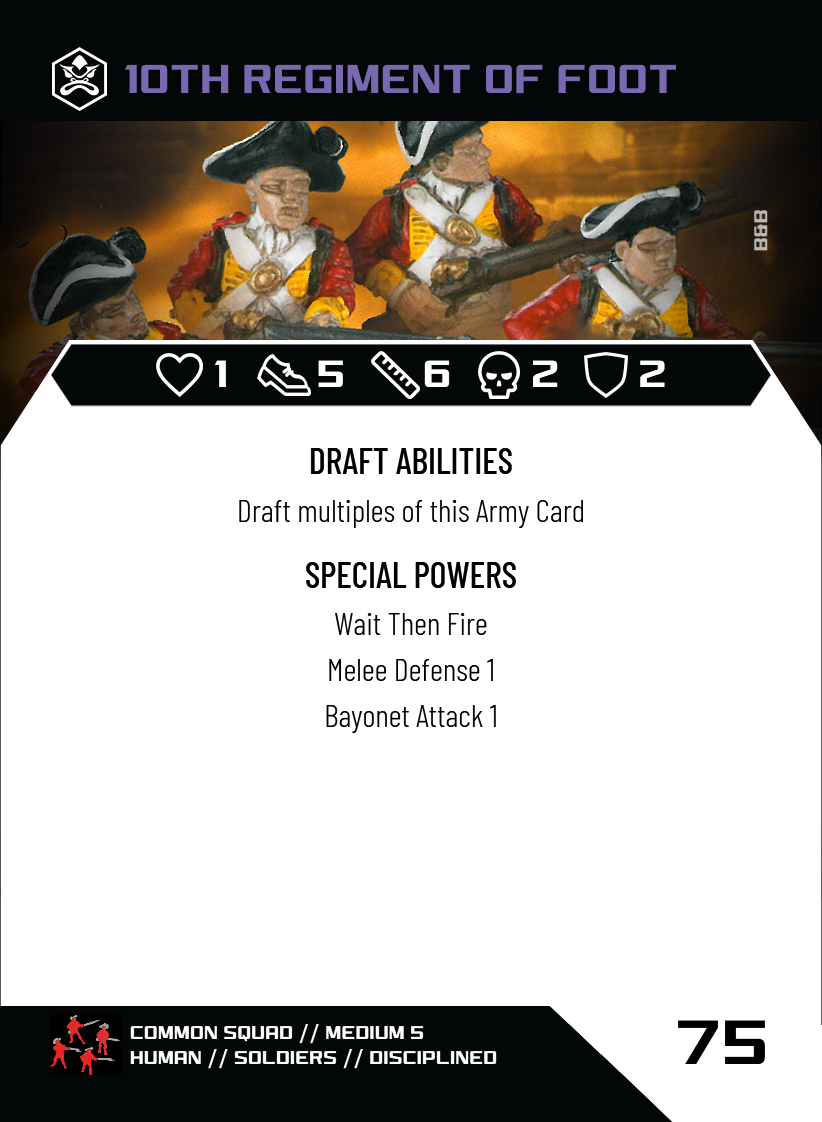 10TH REGIMENT OF FOOT
B&B
1 5 6 2 2
DRAFT ABILITIES
Draft multiples of this Army Card
SPECIAL POWERS
Wait Then Fire
Melee Defense 1
Bayonet Attack 1
COMMON SQUAD // MEDIUM 5
HUMAN // SOLDIERS // DISCIPLINED
75